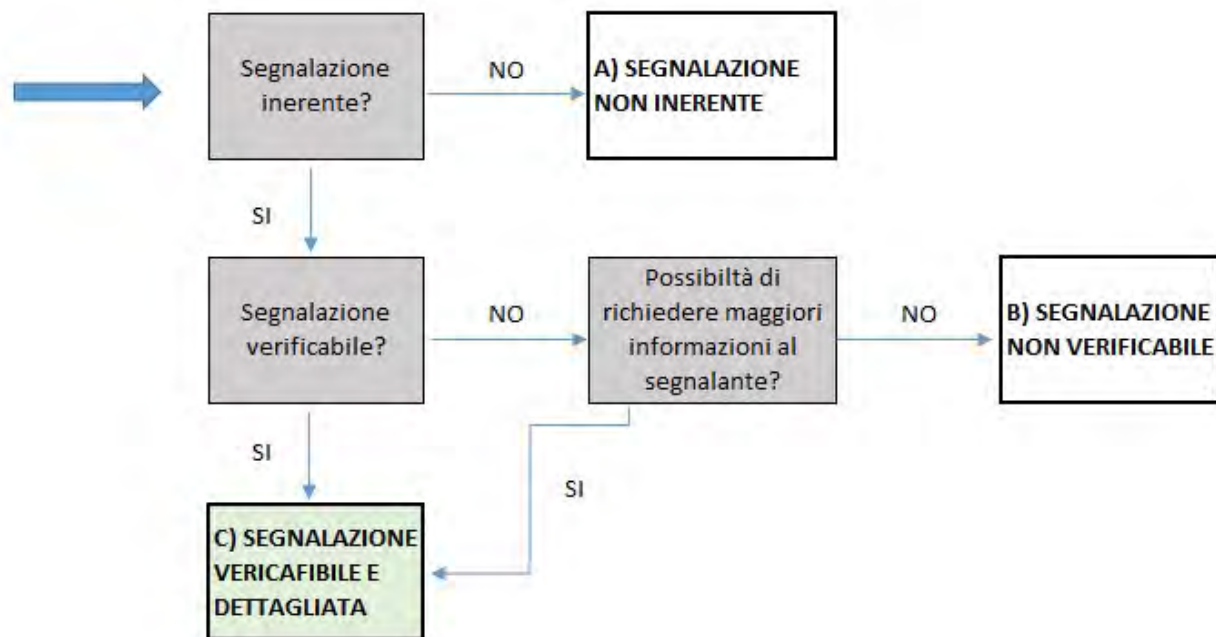 Segnalazione
inerente?
NO
A) SEGNALAZIONE
NON INERENTE
SI
Segnalazione
verificabile?
NO
Possibiltà di
richiedere maggiori
informazioni al
segnalante?
NO
B) SEGNALAZIONE
NON VERIFICABILE
SI
SI
C) SEGNALAZIONE
VERICAFIBILE E
DETTAGLIATA